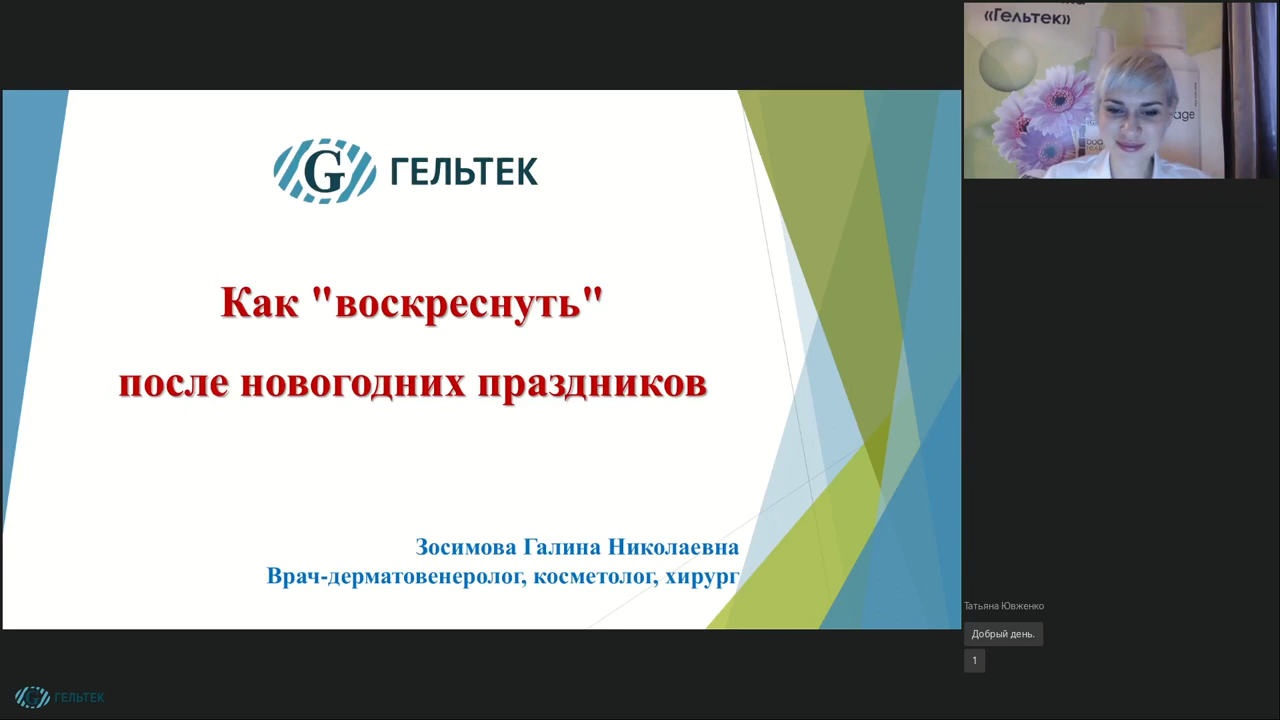 «Гельтек»
G ГЕЛЬТЕК
Как "воскреснуть"
после новогодних праздников
Зосимова Галина Николаевна
Врач-дерматовенеролог, косметолог, хирург
Татьяна Ювженко
Добрый день.
1
G ГЕЛЬТЕК